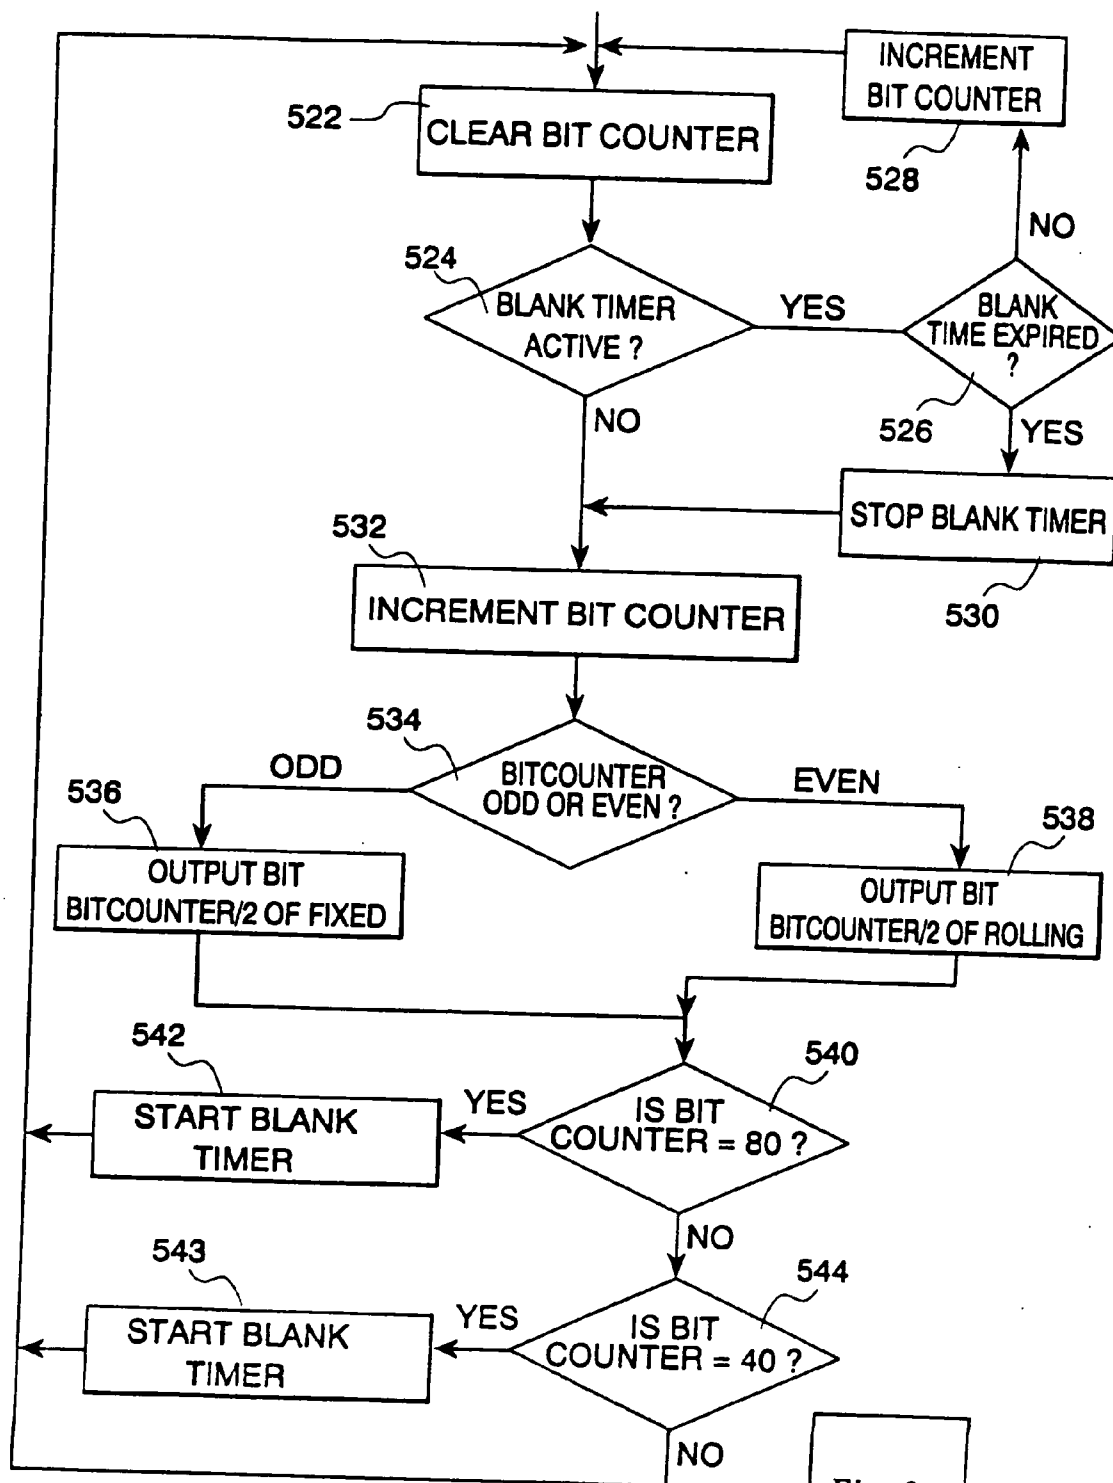 INCREMENT
BIT COUNTER
528
522
CLEAR BIT COUNTER
NO
524
BLANK TIMER
ACTIVE ?
YES
BLANK
TIME EXPIRED
?
526
YES
NO
STOP BLANK TIMER
530
532
INCREMENT BIT COUNTER
534
BITCOUNTER
ODD OR EVEN ?
ODD
EVEN
536
OUTPUT BIT
BITCOUNTER/2 OF FIXED
538
OUTPUT BIT
BITCOUNTER/2 OF ROLLING
542
START BLANK
TIMER
YES
540
IS BIT
COUNTER = 80 ?
NO
543
START BLANK
TIMER
YES
544
IS BIT
COUNTER = 40 ?
NO